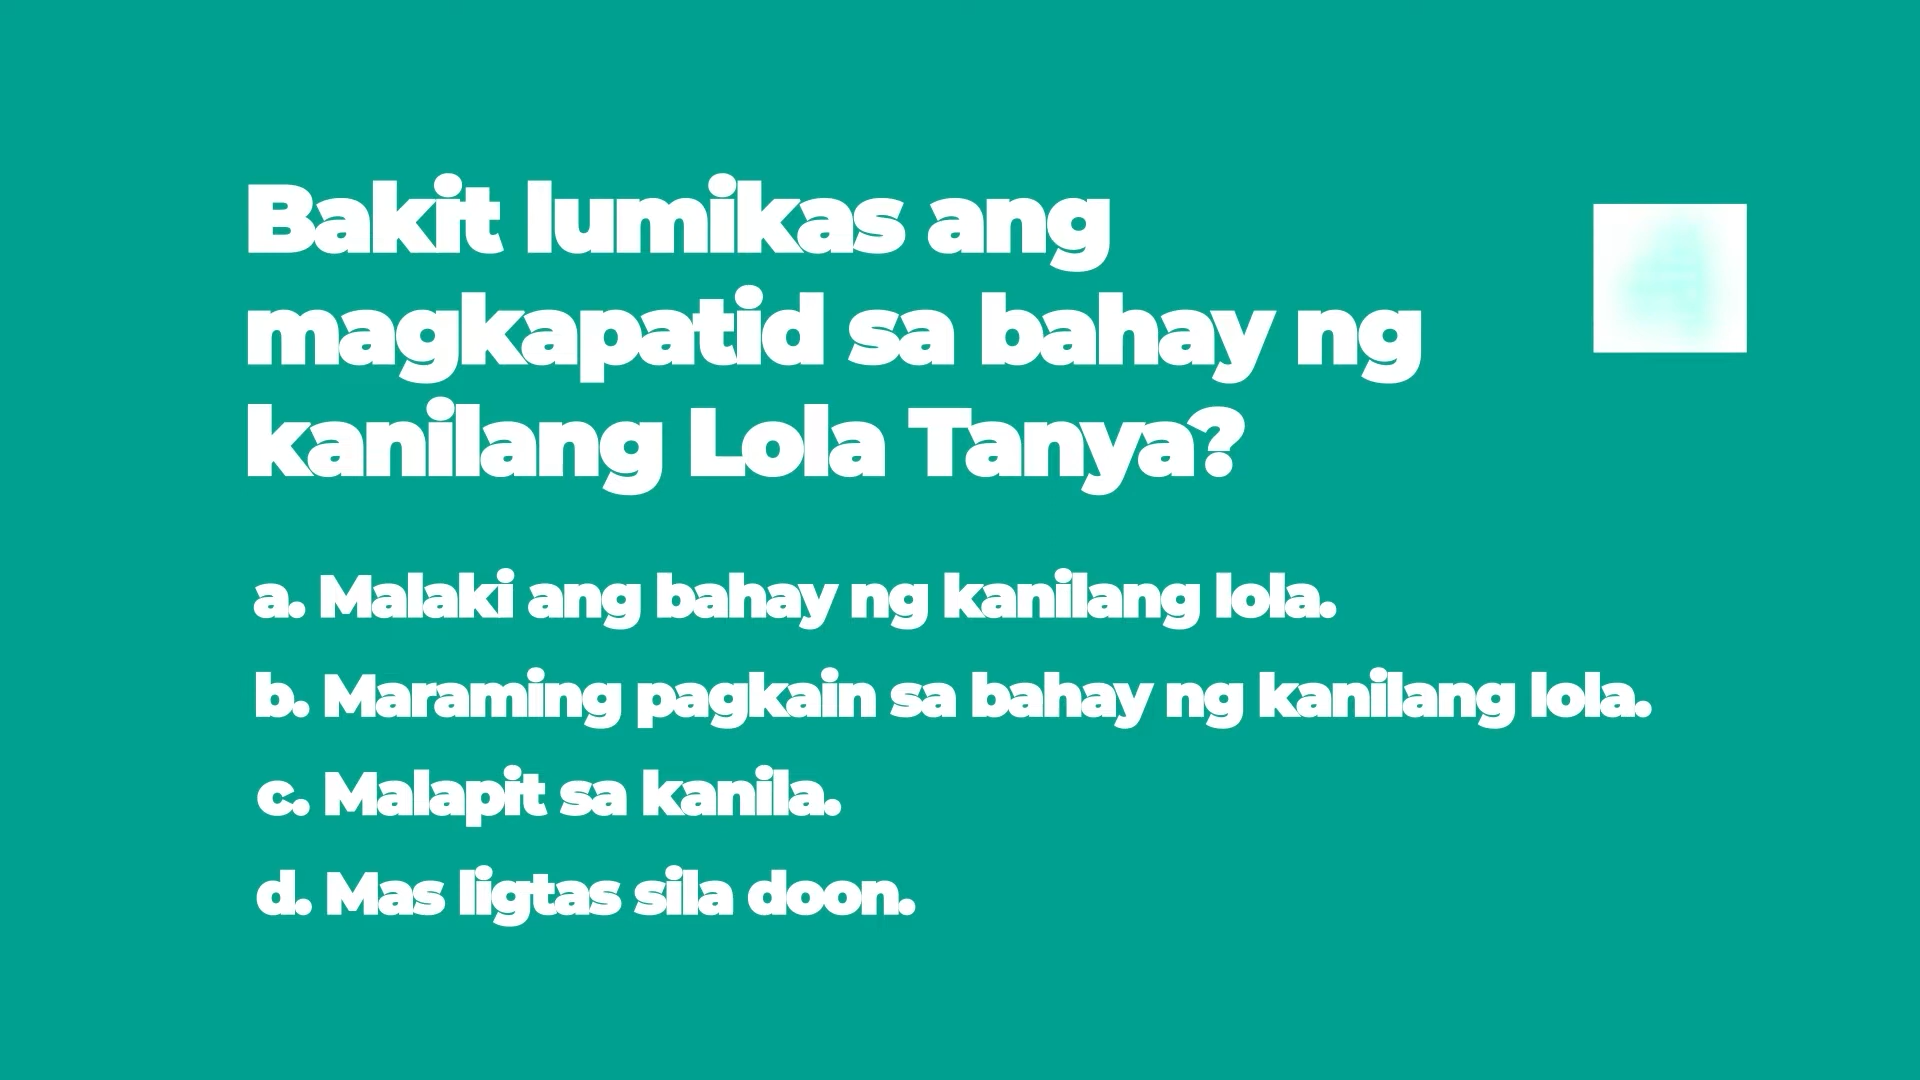 Bakit lumikas ang
magkapatid sa bahay ng
kanilang Lola Tanya?
a. Malaki ang bahay ng kanilang lola.
b. Maraming pagkain sa bahay ng kanilang lola.
c. Malapit sa kanila.
d. Mas ligtas sila doon.